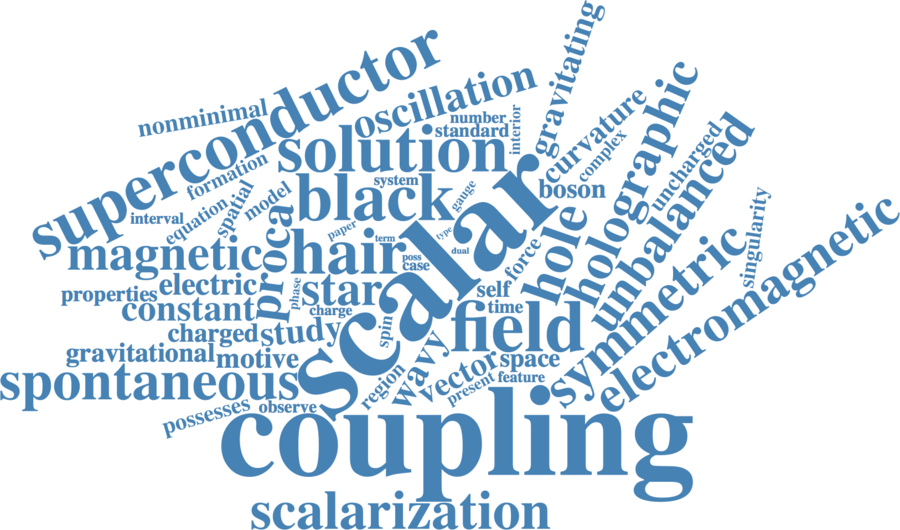 gravitating
superconductor
oscillation
nonminimal
number
standard
interior
curvature
holographic
complex
solution
formation
system
black
gauge
boson
uncharged
unbalanced
spatial
model
equation
interval
paper
type
term
dual
scalar
hole
force
magnetic
proca
hair
poss
case
singularity
electromagnetic
symmetric
properties
electric
phase
star
self
time
constant
charge
field
charged
study
spin
gravitational
motive
wavy
vector
space
region
present
feature
spontaneous
possesses
observe
coupling
scalarization